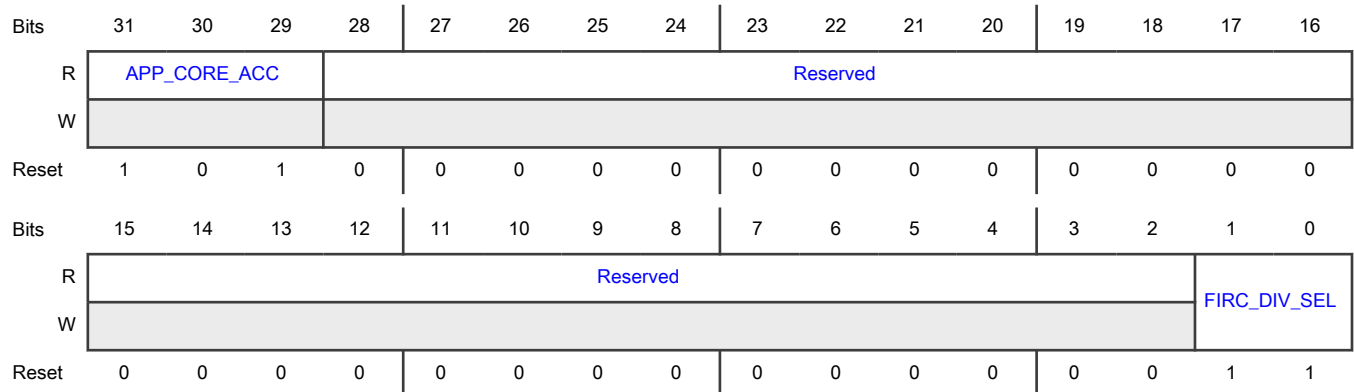 Bits 31 30 29 28 27 26 25 24 23 22 21 20 19 18 17 16
R APP_CORE_ACC Reserved
W
Reset 1 0 1 0 0 0 0 0 0 0 0 0 0 0 0 0
Bits 15 14 13 12 11 10 9 8 7 6 5 4 3 2 1 0
R Reserved FIRC_DIV_SEL
W
Reset 0 0 0 0 0 0 0 0 0 0 0 0 0 0 1 1